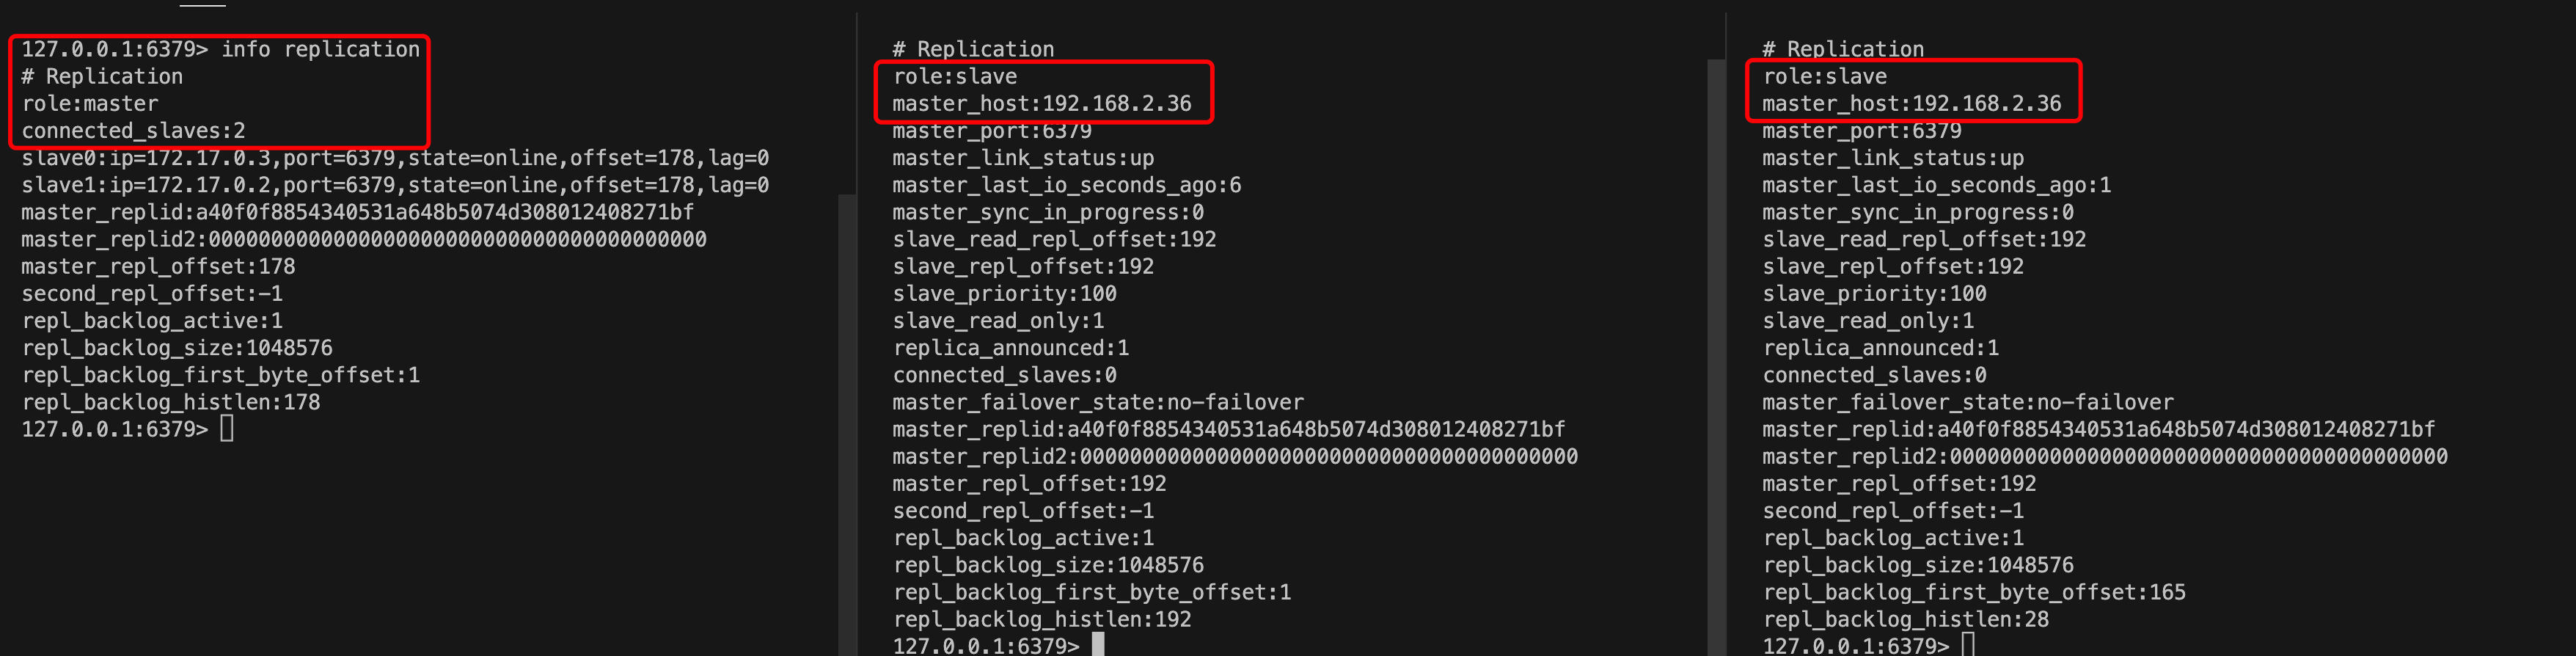 127.0.0.1:6379> info replication
# Replication
role:master
connected_slaves:2
slave0:ip=172.17.0.3,port=6379,state=online,offset=178,lag=0
slave1:ip=172.17.0.2,port=6379,state=online,offset=178,lag=0
master_replid:a40f0f8854340531a648b5074d308012408271bf
master_replid2:0000000000000000000000000000000000000000
master_repl_offset:178
second_repl_offset:-1
repl_backlog_active:1
repl_backlog_size:1048576
repl_backlog_first_byte_offset:1
repl_backlog_histlen:178
127.0.0.1:6379>
# Replication
role:slave
master_host:192.168.2.36
master_port:6379
master_link_status:up
master_last_io_seconds_ago:6
master_sync_in_progress:0
slave_read_repl_offset:192
slave_repl_offset:192
slave_priority:100
slave_read_only:1
replica_announced:1
connected_slaves:0
master_failover_state:no-failover
master_replid:a40f0f8854340531a648b5074d308012408271bf
master_replid2:0000000000000000000000000000000000000000
master_repl_offset:192
second_repl_offset:-1
repl_backlog_active:1
repl_backlog_size:1048576
repl_backlog_first_byte_offset:1
repl_backlog_histlen:192
127.0.0.1:6379>
# Replication
role:slave
master_host:192.168.2.36
master_port:6379
master_link_status:up
master_last_io_seconds_ago:1
master_sync_in_progress:0
slave_read_repl_offset:192
slave_repl_offset:192
slave_priority:100
slave_read_only:1
replica_announced:1
connected_slaves:0
master_failover_state:no-failover
master_replid:a40f0f8854340531a648b5074d308012408271bf
master_replid2:0000000000000000000000000000000000000000
master_repl_offset:192
second_repl_offset:-1
repl_backlog_active:1
repl_backlog_size:1048576
repl_backlog_first_byte_offset:165
repl_backlog_histlen:28
127.0.0.1:6379>